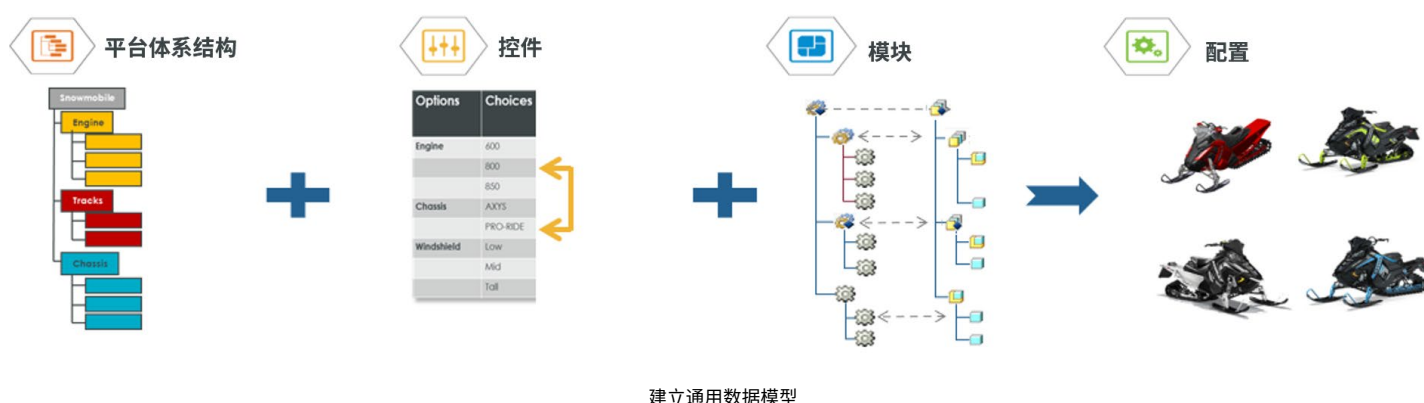 平台体系结构
控件
模块
配置
Snowmobile
Engine
Tracks
Chassis
Options Choices
Engine 600
800
850
Chassis AXYS
PRO-RIDE
Windshield Low
Mid
Tall
建立通用数据模型